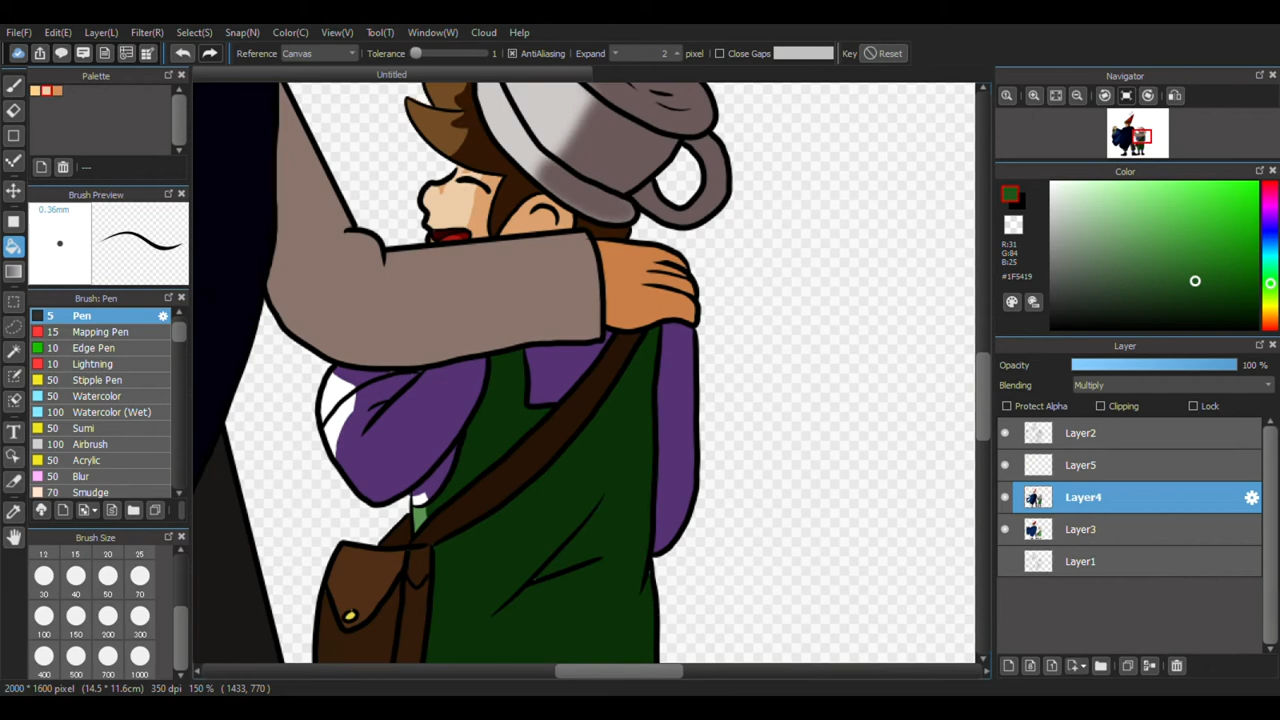 File(F) Edit(E) Layer(L) Filter(R) Select(S) Snap(N) Color(C) View(V) Tool(T) Window(W) Cloud Help
Reference Canvas Tolerance 1 AntiAliasing Expand 2 pixel Close Gaps Key Reset
Palette
Untitled
Navigator
---
Color
Brush Preview
0.36mm
R:31
G:84
B:25
#1F5419
Brush: Pen
5 Pen
15 Mapping Pen
10 Edge Pen
10 Lightning
50 Stipple Pen
50 Watercolor
100 Watercolor (Wet)
50 Sumi
100 Airbrush
50 Acrylic
50 Blur
70 Smudge
Layer
Opacity 100 %
Blending Multiply
Protect Alpha Clipping Lock
Layer2
Layer5
Layer4
Layer3
Layer1
Brush Size
12 15 20 25
30 40 50 70
100 150 200 300
400 500 700 1000
2000 * 1600 pixel (14.5 * 11.6cm) 350 dpi 150 % ( 1433, 770 )